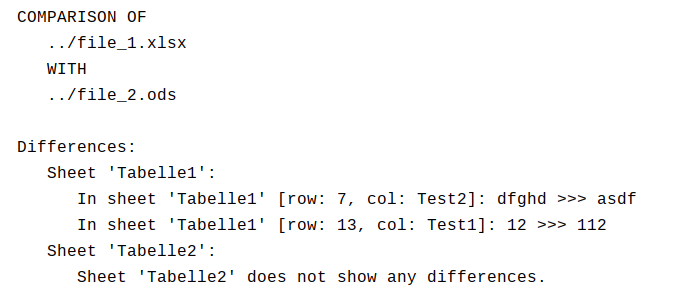 COMPARISON OF
../file_1.xlsx
WITH
../file_2.ods
Differences:
Sheet 'Tabelle1':
In sheet 'Tabelle1' [row: 7, col: Test2]: dfghd >>> asdf
In sheet 'Tabelle1' [row: 13, col: Test1]: 12 >>> 112
Sheet 'Tabelle2':
Sheet 'Tabelle2' does not show any differences.